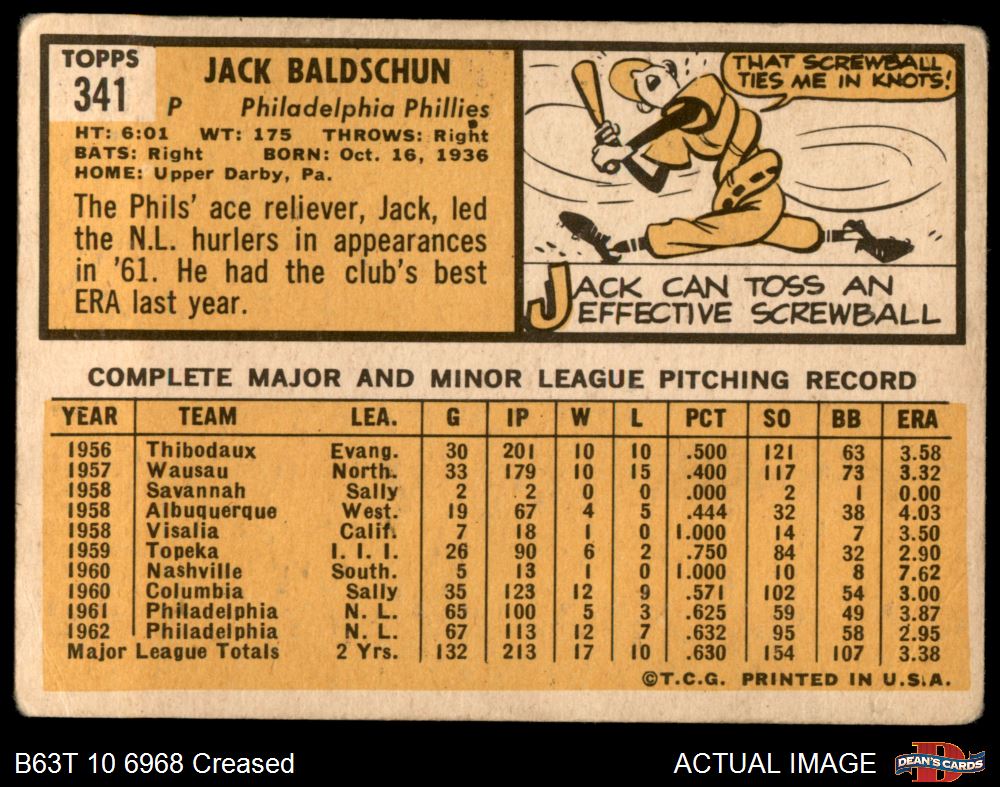 TOPPS
341
JACK BALDSCHUN
P Philadelphia Phillies
HT: 6:01 WT: 175 THROWS: Right
BATS: Right BORN: Oct. 16, 1936
HOME: Upper Darby, Pa.
The Phils' ace reliever, Jack, led
the N.L. hurlers in appearances
in '61. He had the club's best
ERA last year.
THAT SCREWBALL
TIES ME IN KNOTS!
JACK CAN TOSS AN
EFFECTIVE SCREWBALL
COMPLETE MAJOR AND MINOR LEAGUE PITCHING RECORD
YEAR TEAM LEA. G IP W L PCT SO BB ERA
1956 Thibodaux Evang. 30 201 10 10 .500 121 63 3.58
1957 Wausau North. 33 179 10 15 .400 117 73 3.32
1958 Savannah Sally 2 2 0 0 .000 2 1 0.00
1958 Albuquerque West. 19 67 4 5 .444 32 38 4.03
1958 Visalia Calif. 7 18 1 0 1.000 14 7 3.50
1959 Topeka I. I. I. 26 90 6 2 .750 84 32 2.90
1960 Nashville South. 5 13 1 0 1.000 10 8 7.62
1960 Columbia Sally 35 123 12 9 .571 102 54 3.00
1961 Philadelphia N. L. 65 100 5 3 .625 59 49 3.87
1962 Philadelphia N. L. 67 113 12 7 .632 95 58 2.95
Major League Totals 2 Yrs. 132 213 17 10 .630 154 107 3.38
©T.C.G. PRINTED IN U.S.A.
B63T 10 6968 Creased
ACTUAL IMAGE
D
DEAN'S CARDS